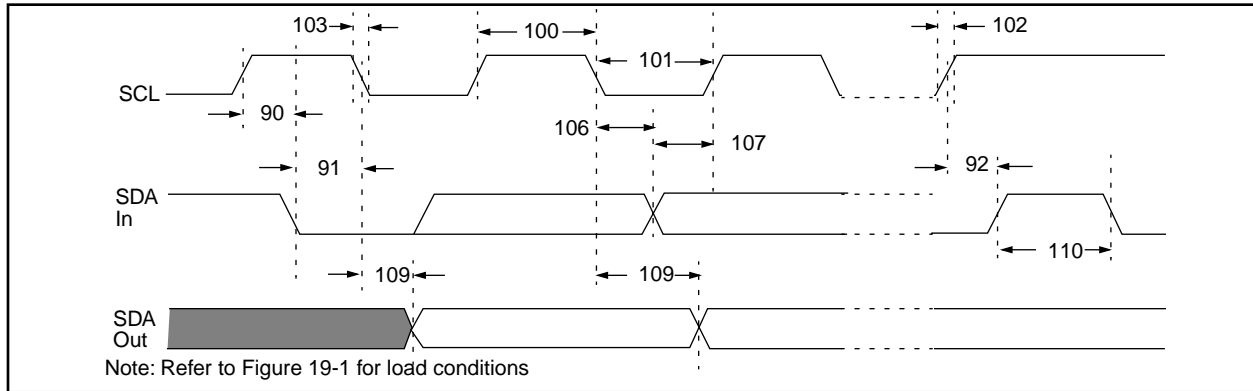 103
100
101
102
SCL
90
106
107
91
92
SDA
In
109
109
110
SDA
Out
Note: Refer to Figure 19-1 for load conditions